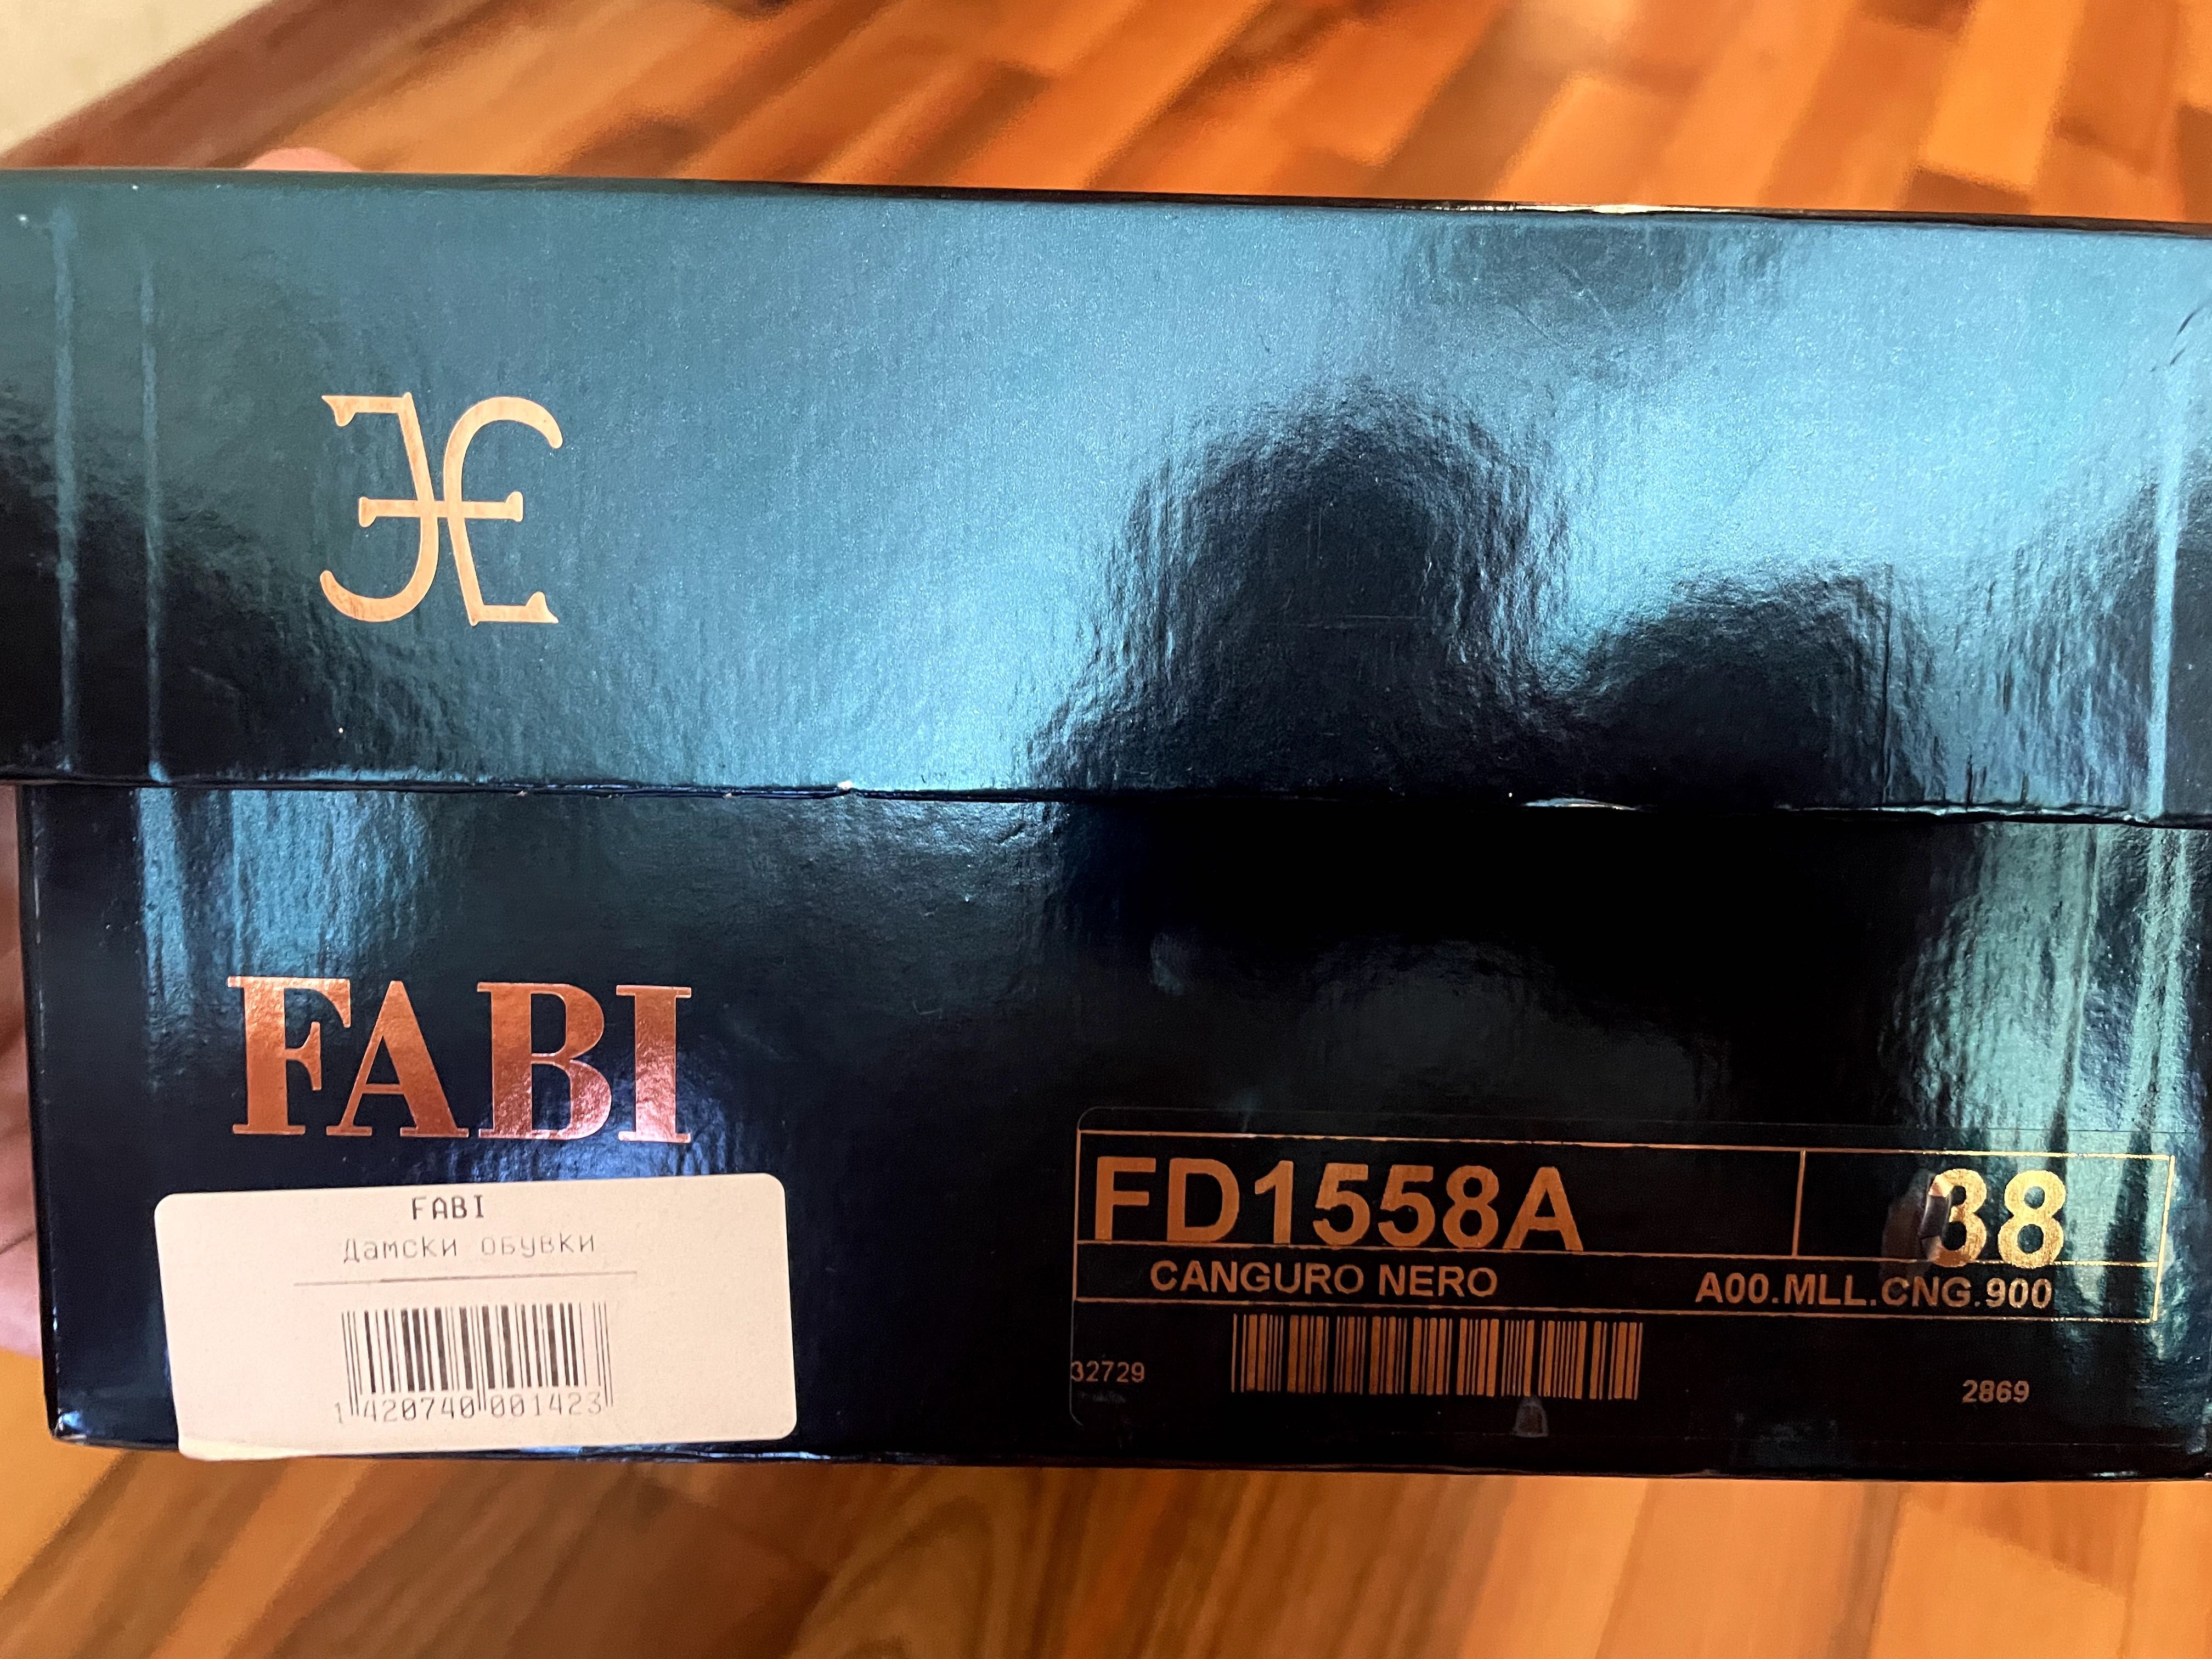 FABI
FABI
Дамски обувки
1 420740 001423
FD1558A
38
CANGURO NERO
A00.MLL.CNG.900
32729
2869